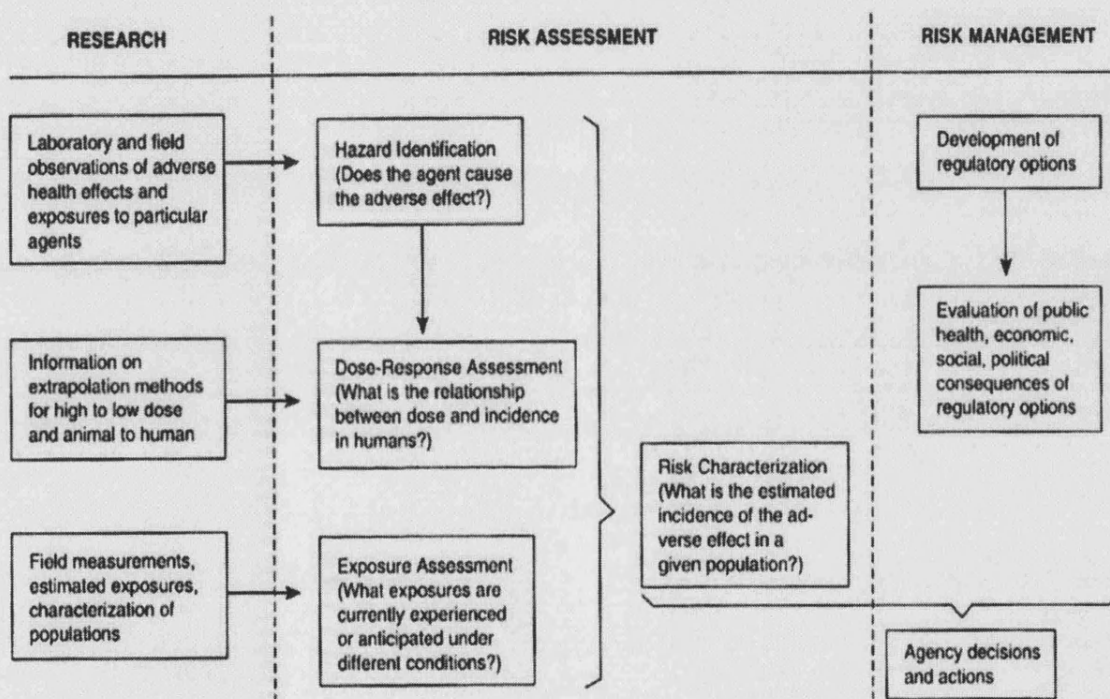 RESEARCH
RISK ASSESSMENT
RISK MANAGEMENT
Laboratory and field
observations of adverse
health effects and
exposures to particular
agents
Hazard Identification
(Does the agent cause
the adverse effect?)
Development of
regulatory options
Information on
extrapolation methods
for high to low dose
and animal to human
Dose-Response Assessment
(What is the relationship
between dose and incidence
in humans?)
Evaluation of public
health, economic,
social, political
consequences of
regulatory options
Risk Characterization
(What is the estimated
incidence of the ad-
verse effect in a
given population?)
Field measurements,
estimated exposures,
characterization of
populations
Exposure Assessment
(What exposures are
currently experienced
or anticipated under
different conditions?)
Agency decisions
and actions